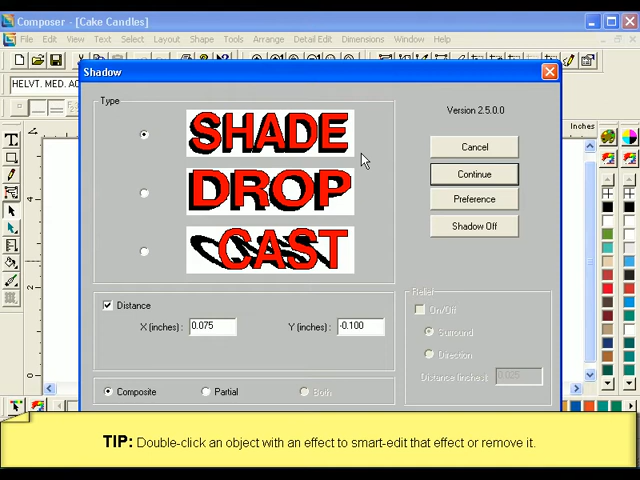 Composer - [Cake Candles]
File Edit View Text Layout Shape Tools Arrange Detail Edit Dimensions Window Help
HELVT. MED. AC
Shadow
Type
SHADE
DROP
CAST
Version 2.5.0.0
Cancel
Continue
Preference
Shadow Off
Inches
Distance
X (inches) : 0.075 Y (inches) : -0.100
Composite Partial Both
Relief
On/Off
Surround
Direction
Distance (inches) 0.025
0
TIP: Double-click an object with an effect to smart-edit that effect or remove it.